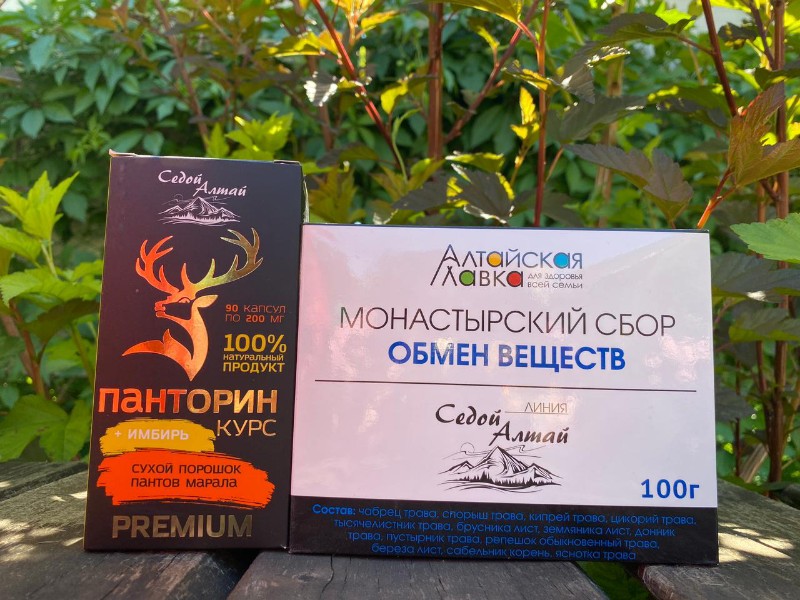 Седой Алтай
90 КАПСУЛ
ПО 200 МГ
100%
НАТУРАЛЬНЫЙ
ПРОДУКТ
ПАНТОРИН
КУРС
+ ИМБИРЬ
СУХОЙ ПОРОШОК
ПАНТОВ МАРАЛА
PREMIUM
АЛТАЙСКАЯ
ЛАВКА
ДЛЯ ЗДОРОВЬЯ
ВСЕЙ СЕМЬИ
МОНАСТЫРСКИЙ СБОР
ОБМЕН ВЕЩЕСТВ
ЛИНИЯ
Седой Алтай
100г
Состав: чабрец трава, спорыш трава, кипрей трава, цикорий трава,
тысячелистник трава, брусника лист, земляника лист, донник
трава, пустырник трава, репешок обыкновенный трава,
береза лист, сабельник корень, яснотка трава